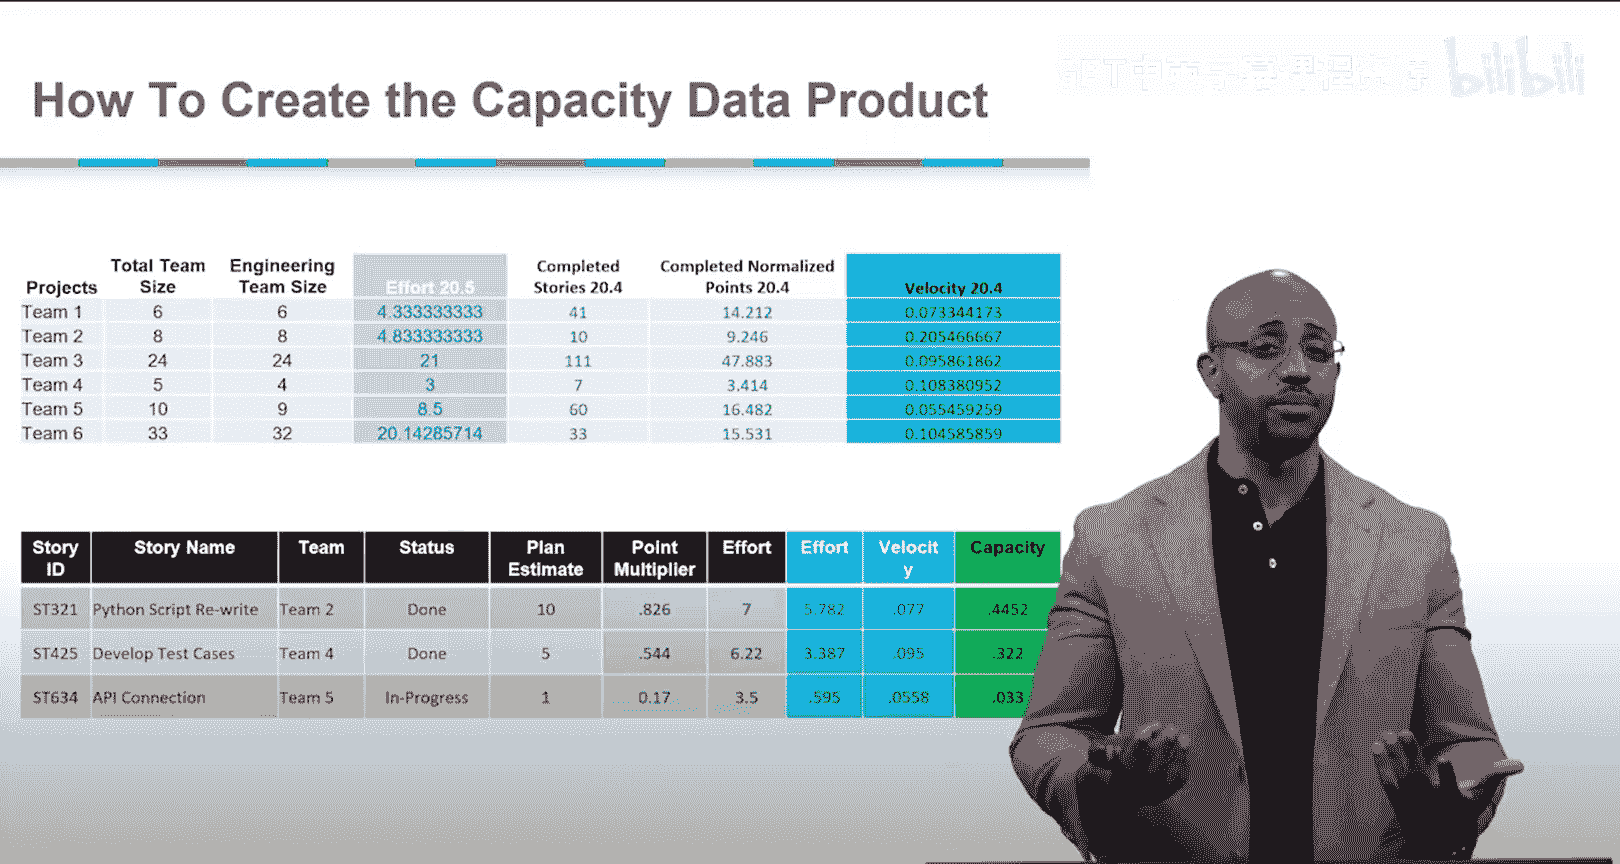 bilibili
How To Create the Capacity Data Product
Projects Total Team Size Engineering Team Size Effort 20.5 Completed Stories 20.4 Completed Normalized Points 20.4 Velocity 20.4
Team 1 6 6 4.333333333 41 14.212 0.073344173
Team 2 8 8 4.833333333 10 9.246 0.205466667
Team 3 24 24 21 111 47.883 0.095861862
Team 4 5 4 3 7 3.414 0.108380952
Team 5 10 9 8.5 60 16.482 0.055459259
Team 6 33 32 20.14285714 33 15.531 0.104585859
Story ID Story Name Team Status Plan Estimate Point Multiplier Effort Effort Velocity Capacity
ST321 Python Script Re-write Team 2 Done 10 .826 7 5.782 .077 .4452
ST425 Develop Test Cases Team 4 Done 5 .544 6.22 3.387 .095 .322
ST634 API Connection Team 5 In-Progress 1 0.17 3.5 .595 .0558 .033